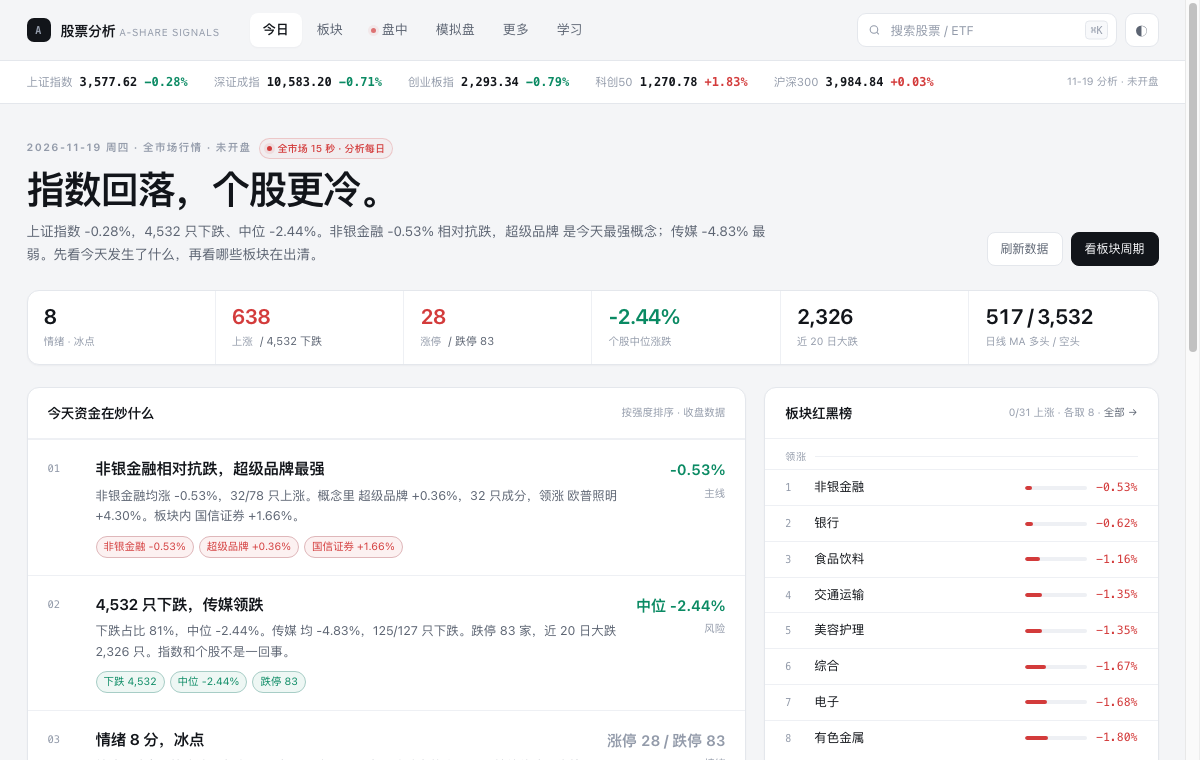 A 股票分析 A-SHARE SIGNALS 今日 板块 盘中 模拟盘 更多 学习 搜索股票 / ETF ⌘K
上证指数 3,577.62 −0.28% 深证成指 10,583.20 −0.71% 创业板指 2,293.34 −0.79% 科创50 1,270.78 +1.83% 沪深300 3,984.84 +0.03% 11-19 分析 · 未开盘
2026-11-19 周四 · 全市场行情 · 未开盘 全市场 15 秒 · 分析每日
指数回落，个股更冷。
上证指数 -0.28%，4,532 只下跌、中位 -2.44%。非银金融 -0.53% 相对抗跌，超级品牌 是今天最强概念；传媒 -4.83% 最
弱。先看今天发生了什么，再看哪些板块在出清。
刷新数据 看板块周期
8 638 28 -2.44% 2,326 517 / 3,532
情绪 · 冰点 上涨 / 4,532 下跌 涨停 / 跌停 83 个股中位涨跌 近 20 日大跌 日线 MA 多头 / 空头
今天资金在炒什么 按强度排序 · 收盘数据
01 非银金融相对抗跌，超级品牌最强 -0.53%
非银金融均涨 -0.53%，32/78 只上涨。概念里 超级品牌 +0.36%，32 只成分，领涨 欧普照明 主线
+4.30%。板块内 国信证券 +1.66%。
非银金融 -0.53% 超级品牌 +0.36% 国信证券 +1.66%
02 4,532 只下跌，传媒领跌 中位 -2.44%
下跌占比 81%，中位 -2.44%。传媒 均 -4.83%，125/127 只下跌。跌停 83 家，近 20 日大跌 风险
2,326 只。指数和个股不是一回事。
下跌 4,532 中位 -2.44% 跌停 83
03 情绪 8 分，冰点 涨停 28 / 跌停 83
板块红黑榜 0/31 上涨 · 各取 8 · 全部 →
领涨
1 非银金融 −0.53%
2 银行 −0.62%
3 食品饮料 −1.16%
4 交通运输 −1.35%
5 美容护理 −1.35%
6 综合 −1.67%
7 电子 −1.68%
8 有色金属 −1.80%